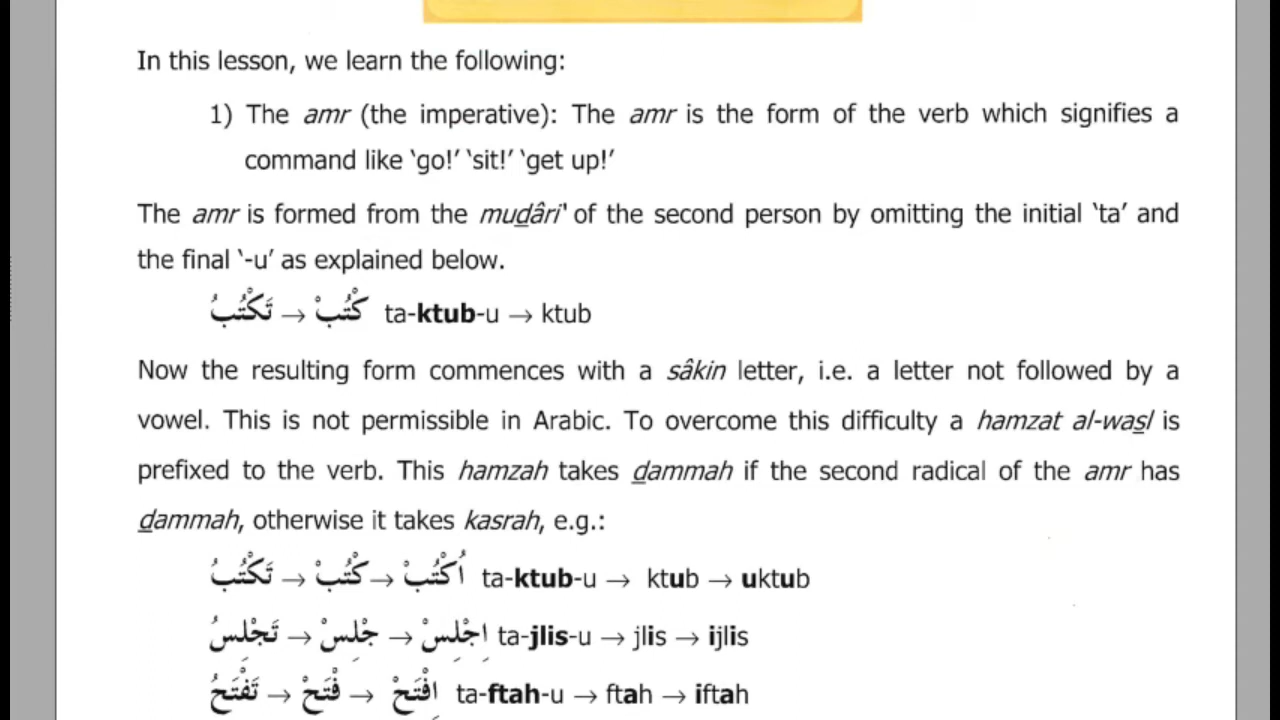 In this lesson, we learn the following:
1) The amr (the imperative): The amr is the form of the verb which signifies a
command like ‘go!’ ‘sit!’ ‘get up!’
The amr is formed from the muḏâri‘ of the second person by omitting the initial ‘ta’ and
the final ‘-u’ as explained below.
تَكْتُبُ → كْتُبْ ta-ktub-u → ktub
Now the resulting form commences with a sâkin letter, i.e. a letter not followed by a
vowel. This is not permissible in Arabic. To overcome this difficulty a hamzat al-was̱l is
prefixed to the verb. This hamzah takes ḏammah if the second radical of the amr has
ḏammah, otherwise it takes kasrah, e.g.:
تَكْتُبُ → كْتُبْ → اُكْتُبْ ta-ktub-u → ktub → uktub
تَجْلِسُ → جْلِسْ → اِجْلِسْ ta-jlis-u → jlis → ijlis
تَفْتَحُ → فْتَحْ → اِفْتَحْ ta-ftah-u → ftah → iftah